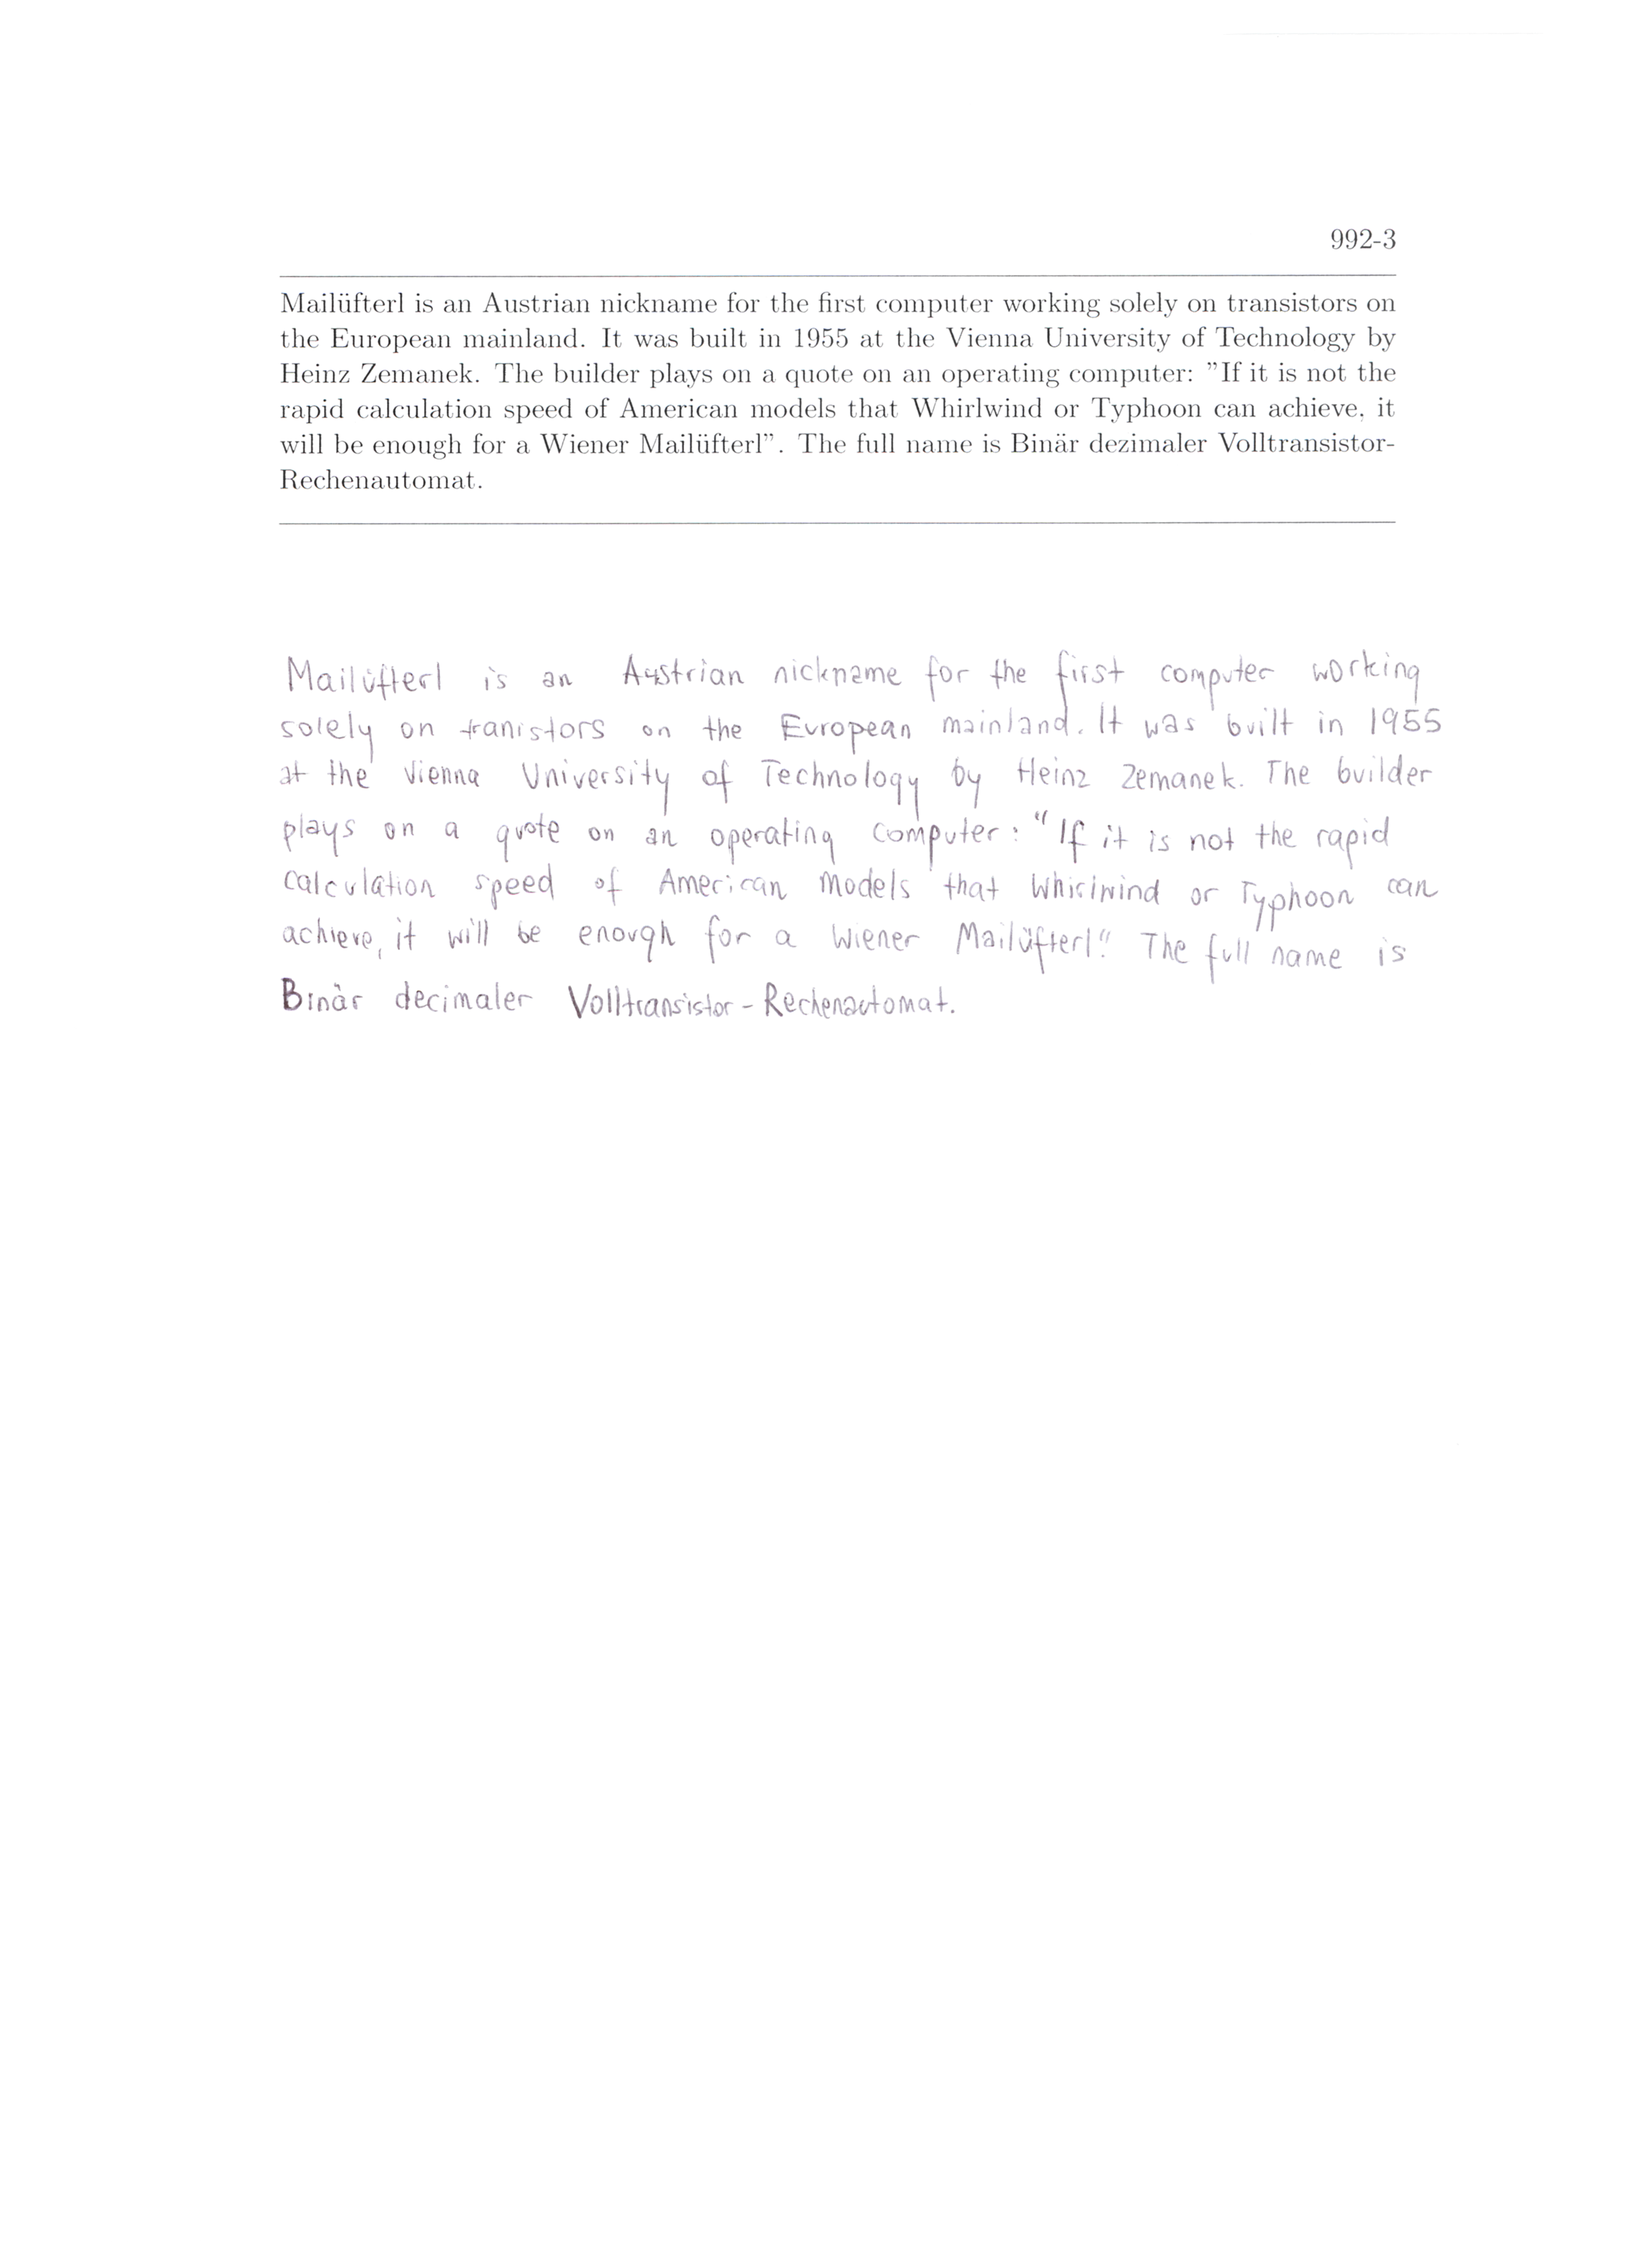 992-3
Mailüfterl is an Austrian nickname for the first computer working solely on transistors on
the European mainland. It was built in 1955 at the Vienna University of Technology by
Heinz Zemanek. The builder plays on a quote on an operating computer: ”If it is not the
rapid calculation speed of American models that Whirlwind or Typhoon can achieve, it
will be enough for a Wiener Mailüfterl”. The full name is Binär dezimaler Volltransistor-
Rechenautomat.
Mailüfterl is an Austrian nickname for the first computer working
solely on tranistors on the European mainland. It was built in 1955
at the Vienna University of Technology by Heinz Zemanek. The builder
plays on a quote on an operating computer: “If it is not the rapid
calculation speed of American models that Whirlwind or Typhoon can
achieve, it will be enough for a Wiener Mailüfterl“. The full name is
Binär decimaler Volltransistor-Rechenautomat.